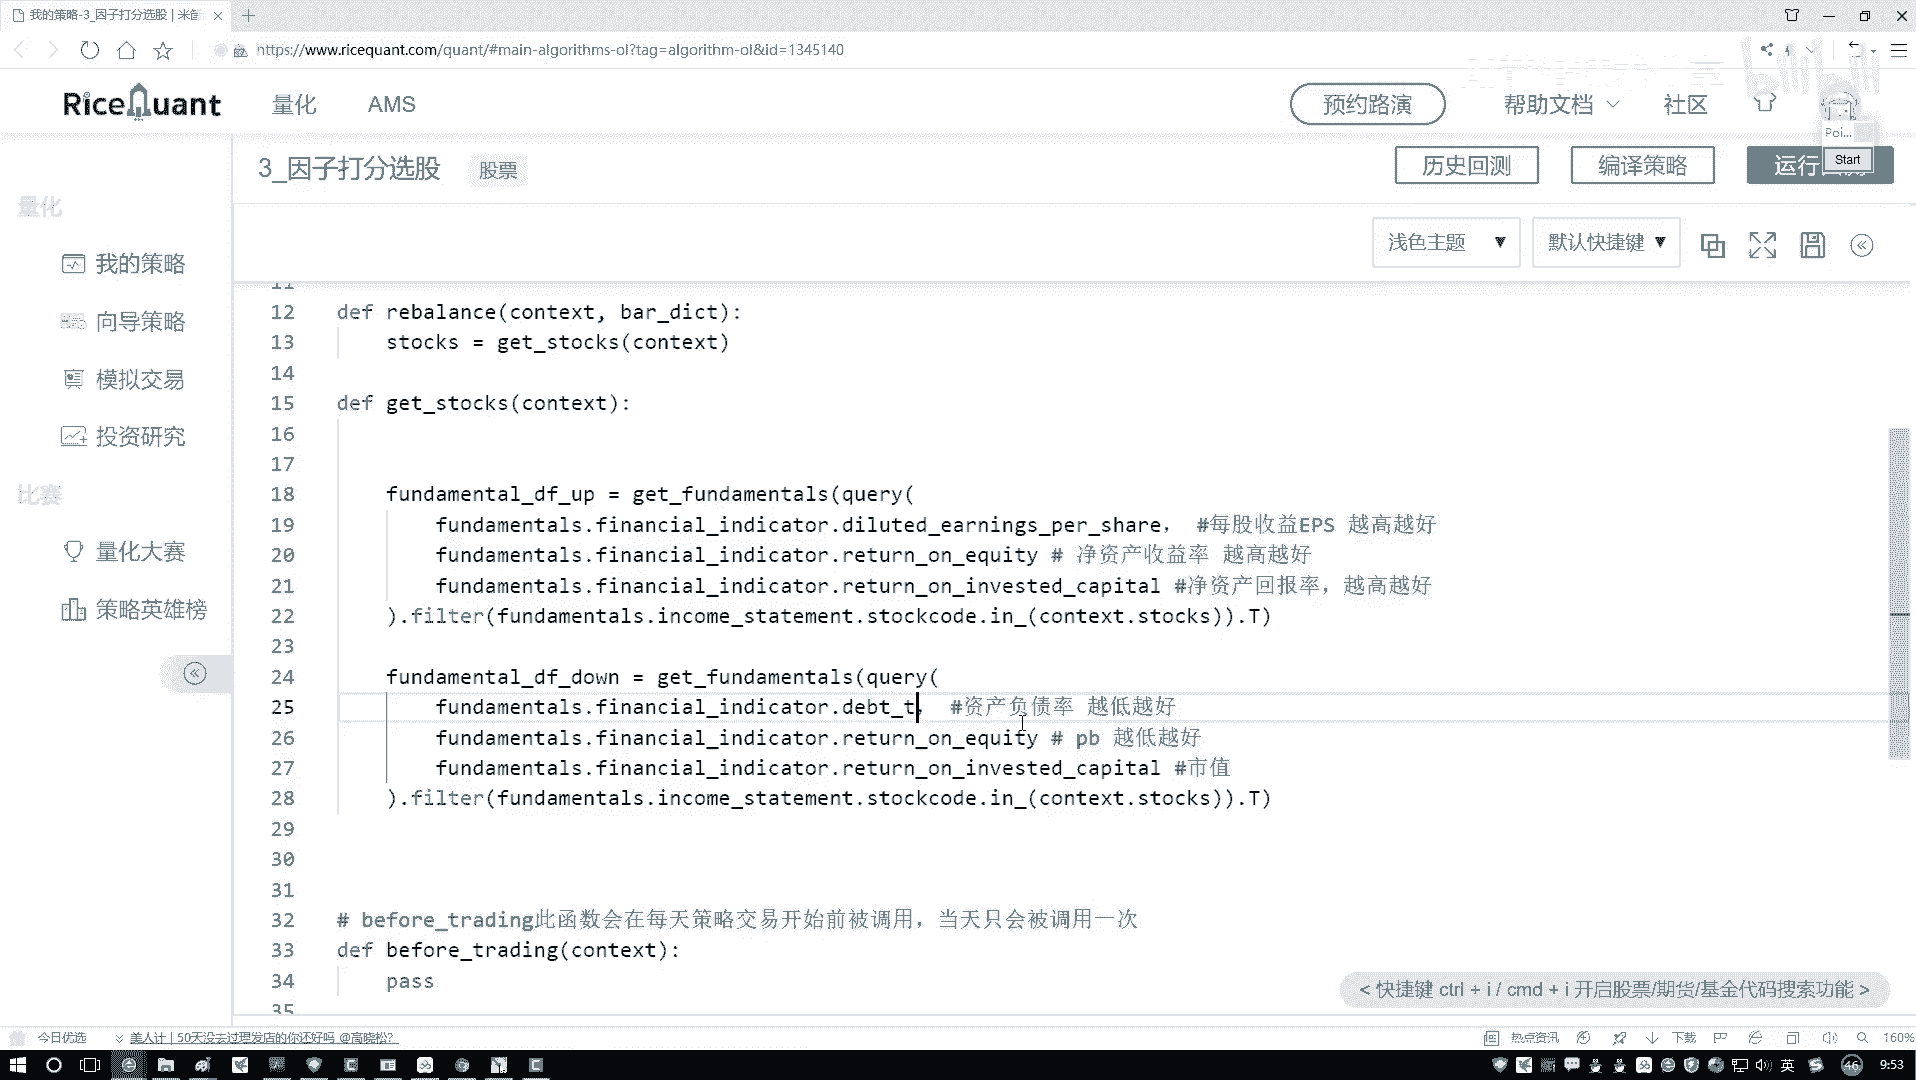 我的策略-3_因子打分选股 | 米筐
https://www.ricequant.com/quant/#main-algorithms-ol?tag=algorithm-ol&id=1345140
RiceQuant 量化 AMS 预约路演 帮助文档 社区
Poi...
Start
3_因子打分选股 股票 历史回测 编译策略 运行
量化
浅色主题 ▼ 默认快捷键 ▼
我的策略
向导策略
模拟交易
投资研究
比赛
量化大赛
策略英雄榜
11
12 def rebalance(context, bar_dict):
13 stocks = get_stocks(context)
14
15 def get_stocks(context):
16
17
18 fundamental_df_up = get_fundamentals(query(
19 fundamentals.financial_indicator.diluted_earnings_per_share, #每股收益EPS 越高越好
20 fundamentals.financial_indicator.return_on_equity # 净资产收益率 越高越好
21 fundamentals.financial_indicator.return_on_invested_capital #净资产回报率，越高越好
22 ).filter(fundamentals.income_statement.stockcode.in_(context.stocks)).T)
23
24 fundamental_df_down = get_fundamentals(query(
25 fundamentals.financial_indicator.debt_t, #资产负债率 越低越好
26 fundamentals.financial_indicator.return_on_equity # pb 越低越好
27 fundamentals.financial_indicator.return_on_invested_capital #市值
28 ).filter(fundamentals.income_statement.stockcode.in_(context.stocks)).T)
29
30
31
32 # before_trading此函数会在每天策略交易开始前被调用，当天只会被调用一次
33 def before_trading(context):
34 pass
35
< 快捷键 ctrl + i / cmd + i 开启股票/期货/基金代码搜索功能 >
今日优选 美人计 | 50天没去过理发店的你还好吗 @高晓松? 热点资讯 下载 160%
英 46 9:53